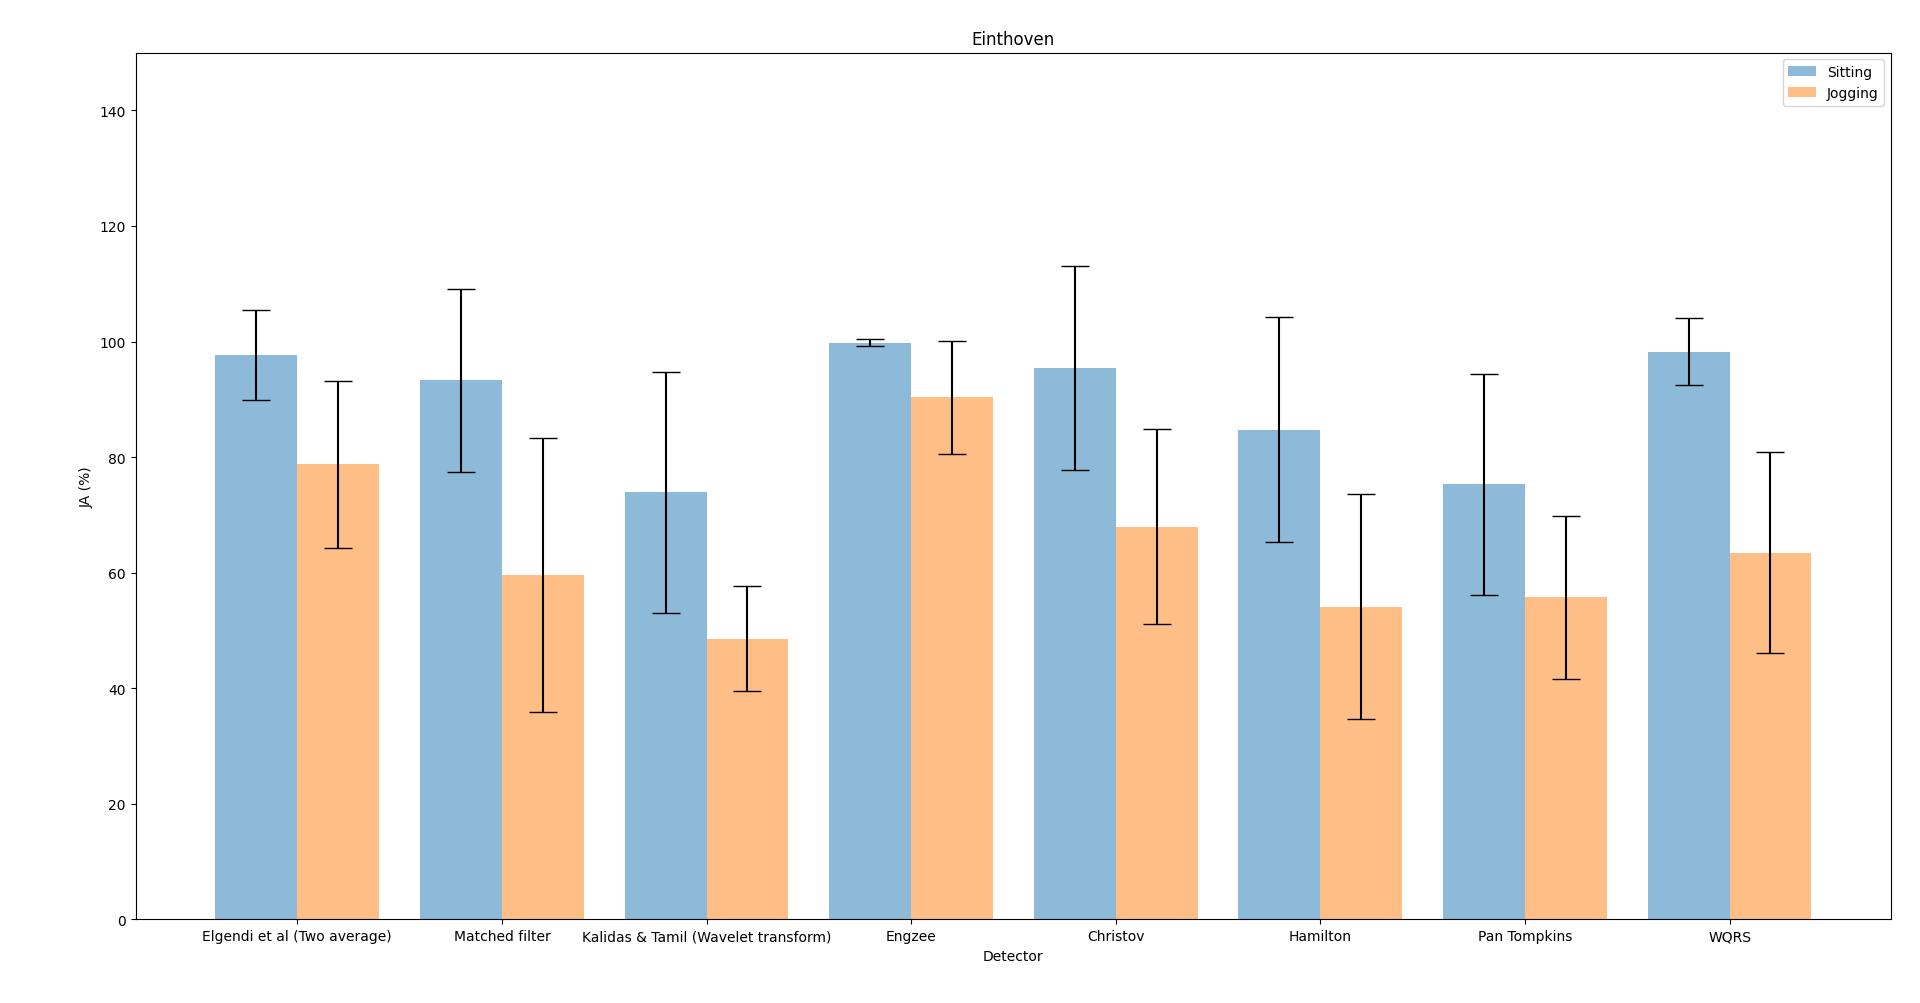 Einthoven
Sitting
Jogging
140
120
100
80
60
40
20
0
JA (%)
Elgendi et al (Two average) Matched filter Kalidas & Tamil (Wavelet transform) Engzee Christov Hamilton Pan Tompkins WQRS
Detector